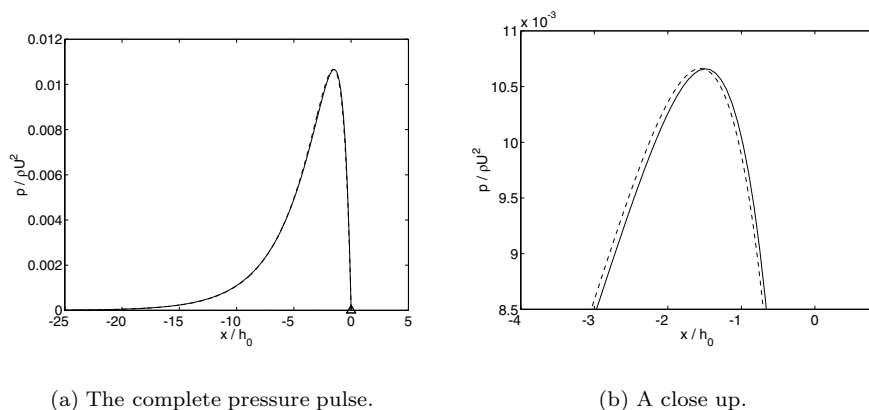 0.012
0.01
0.008
0.006
0.004
0.002
0
-25 -20 -15 -10 -5 0 5
x / h0
p / ρU²
(a) The complete pressure pulse.
x 10⁻³
11
10.5
10
9.5
9
8.5
-4 -3 -2 -1 0
x / h0
p / ρU²
(b) A close up.